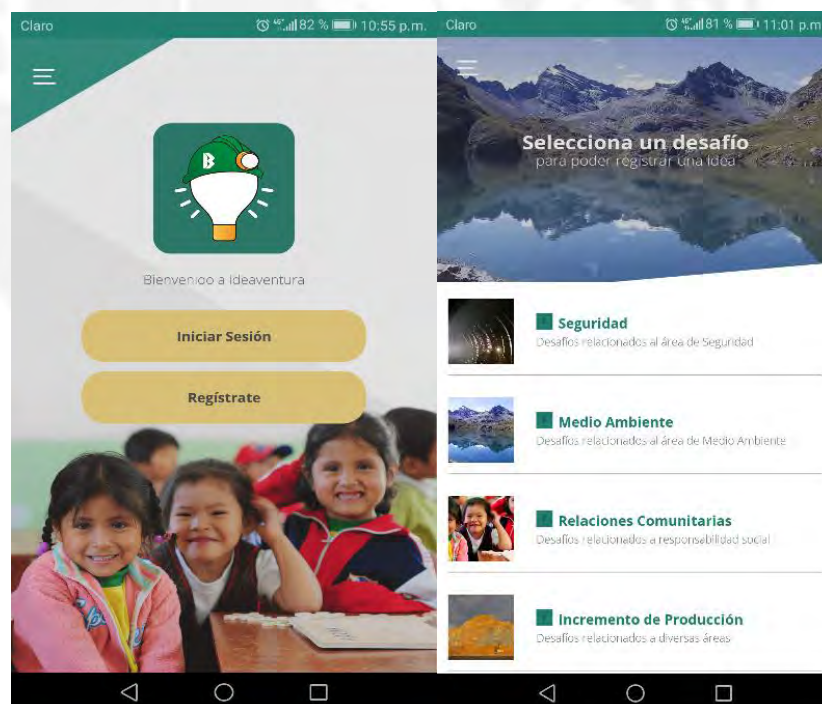 Claro
82 % 10:55 p.m.
B
Bienvenido a Ideaventura
Iniciar Sesión
Regístrate
Claro
81 % 11:01 p.m
Selecciona un desafío
para poder registrar una idea
Seguridad
Desafíos relacionados al área de Seguridad
Medio Ambiente
Desafíos relacionados al área de Medio Ambiente
Relaciones Comunitarias
Desafíos relacionados a responsabilidad social
Incremento de Producción
Desafíos relacionados a diversas áreas